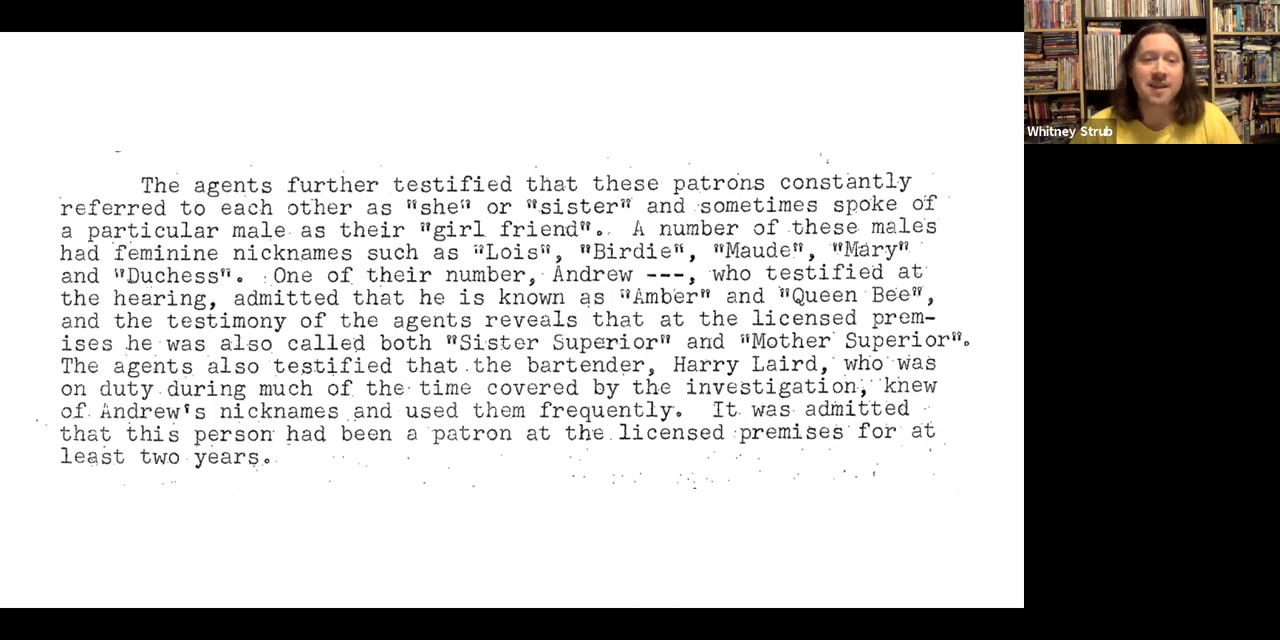 The agents further testified that these patrons constantly
referred to each other as "she" or "sister" and sometimes spoke of
a particular male as their "girl friend". A number of these males
had feminine nicknames such as "Lois", "Birdie", "Maude", "Mary"
and "Duchess". One of their number, Andrew ---, who testified at
the hearing, admitted that he is known as "Amber" and "Queen Bee",
and the testimony of the agents reveals that at the licensed prem-
ises he was also called both "Sister Superior" and "Mother Superior".
The agents also testified that the bartender, Harry Laird, who was
on duty during much of the time covered by the investigation, knew
of Andrew's nicknames and used them frequently. It was admitted
that this person had been a patron at the licensed premises for at
least two years.
Whitney Strub